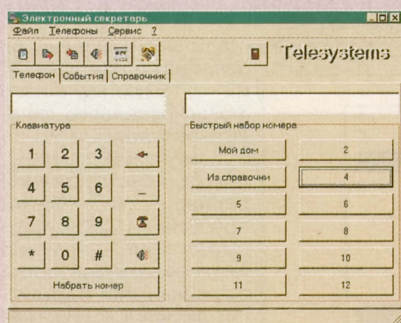 Электронный секретарь
Файл Телефоны Сервис ?
Telesystems
Телефон События Справочник
Клавиатура
Быстрый набор номера
1 2 3
Мой дом 2
4 5 6 _
Из справочни 4
5 6
7 8 9
7 8
* 0 #
9 10
Набрать номер
11 12